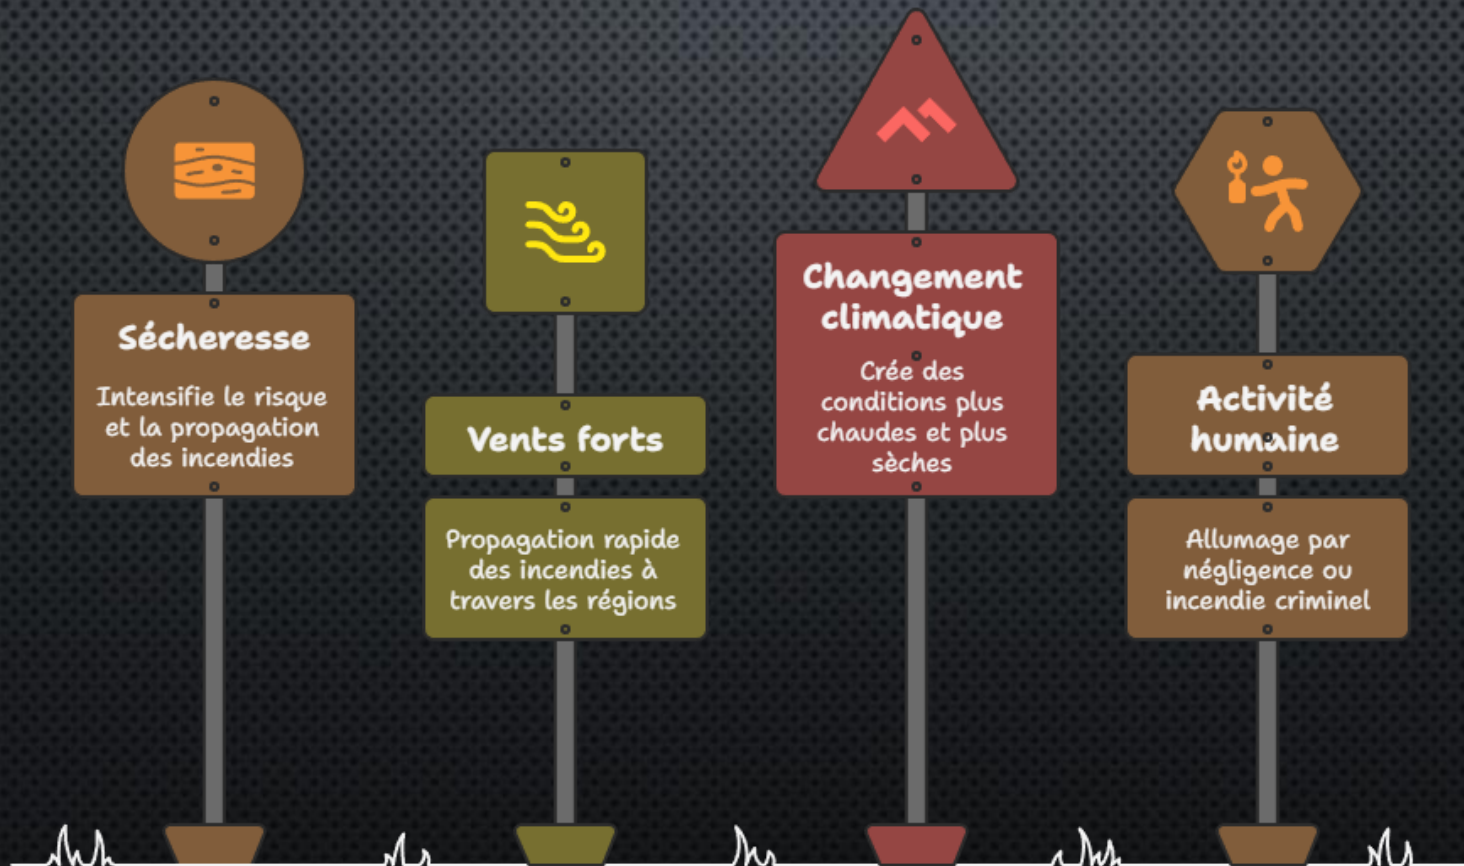 Sécheresse
Intensifie le risque
et la propagation
des incendies
Vents forts
Propagation rapide
des incendies à
travers les régions
Changement
climatique
Crée des
conditions plus
chaudes et plus
sèches
Activité
humaine
Allumage par
négligence ou
incendie criminel